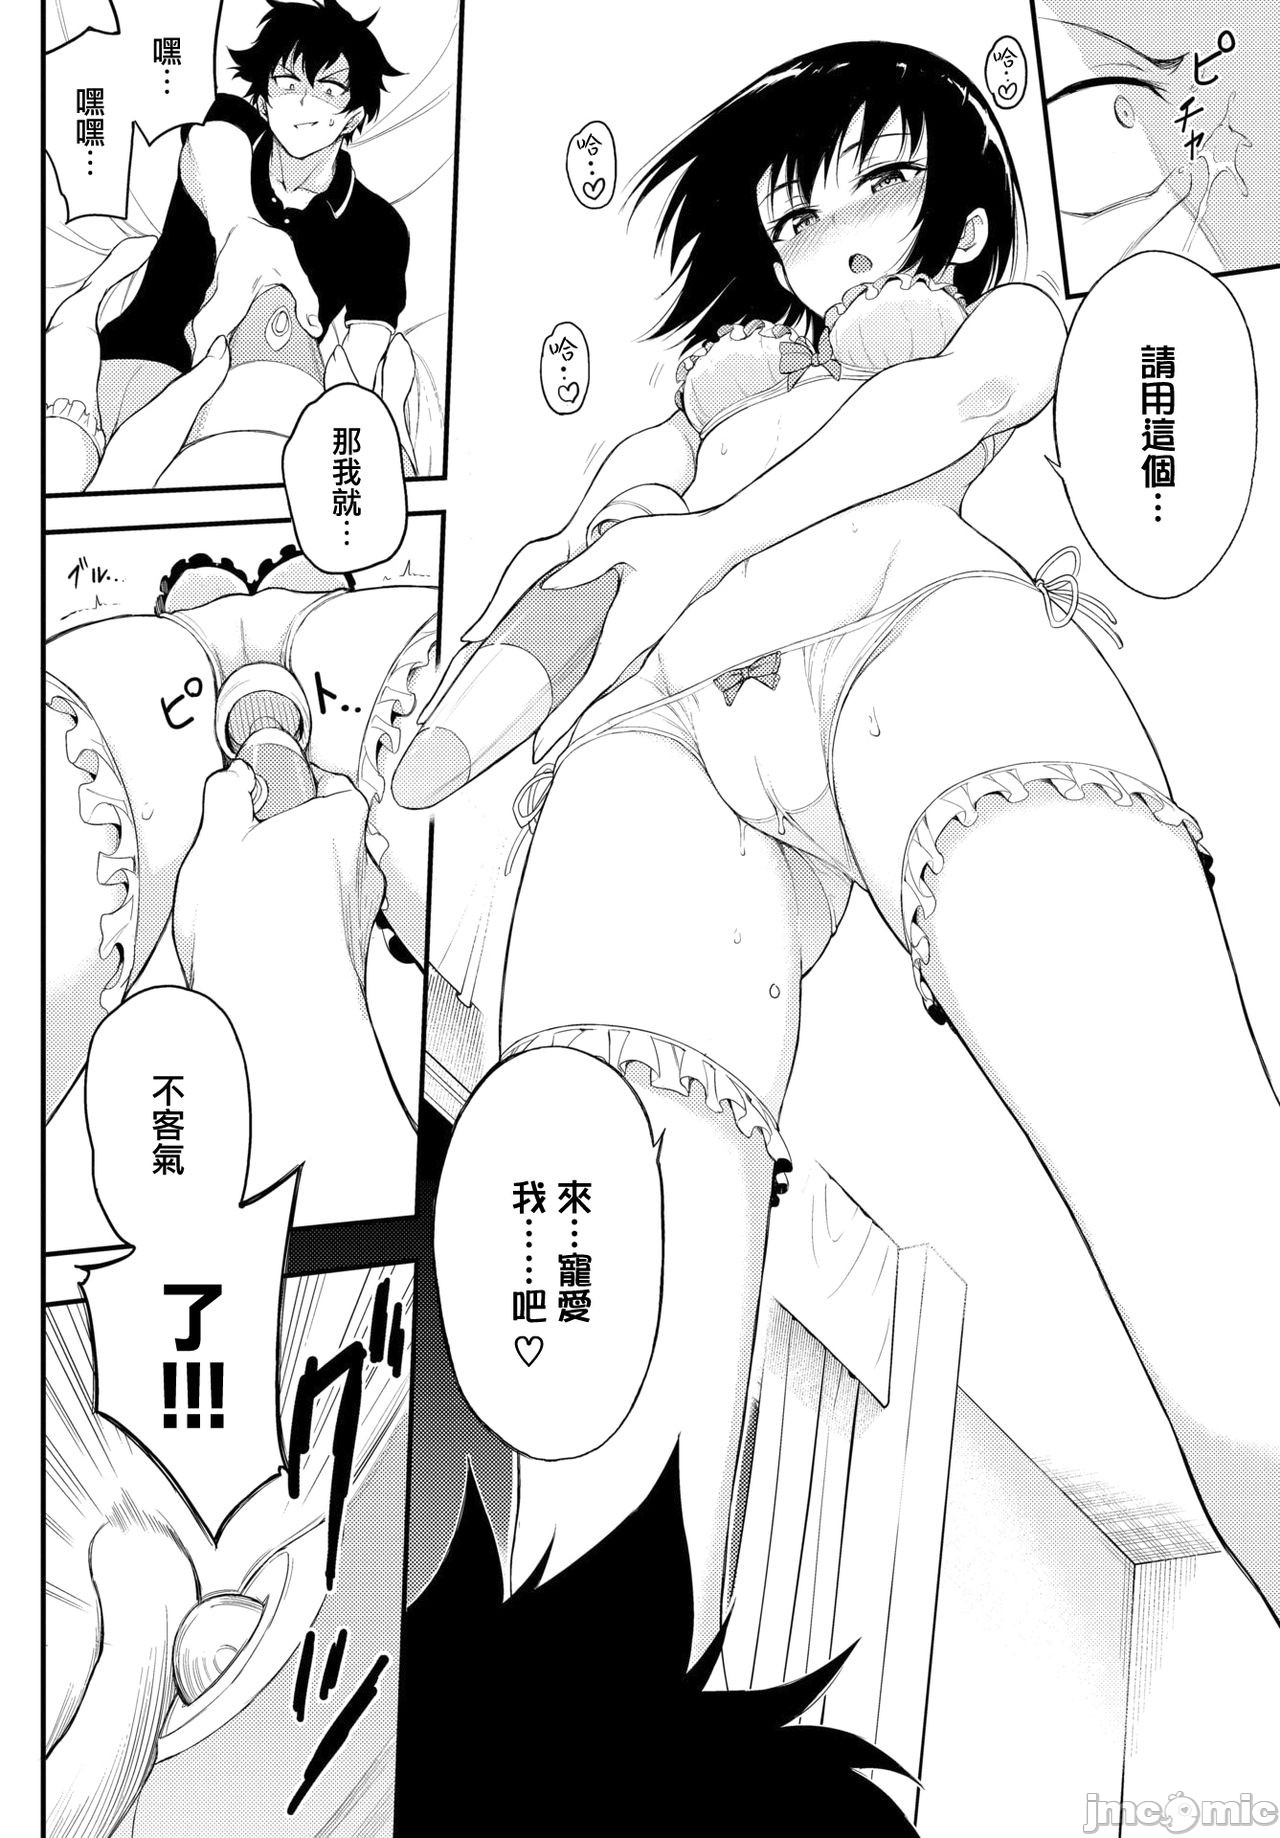 ピチャ
請用這個…
哈…♡
哈…♡
哈…♡
來…寵愛
我……吧♡
嘿…
嘿嘿…
那我就…
ブル…
ピト..
不客氣
了!!!
jmcomic